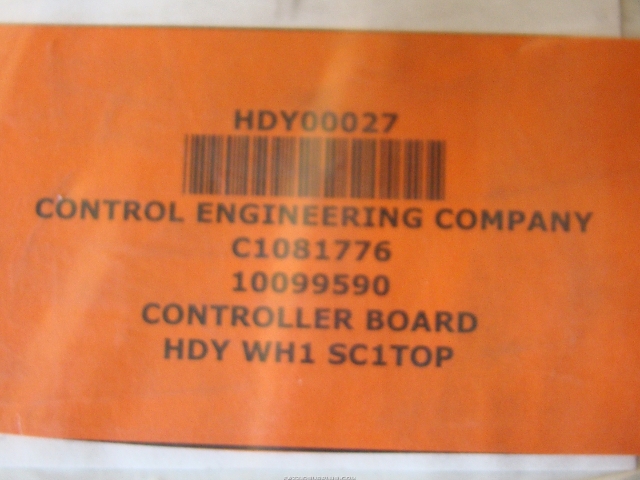 HDY00027
CONTROL ENGINEERING COMPANY
C1081776
10099590
CONTROLLER BOARD
HDY WH1 SC1TOP